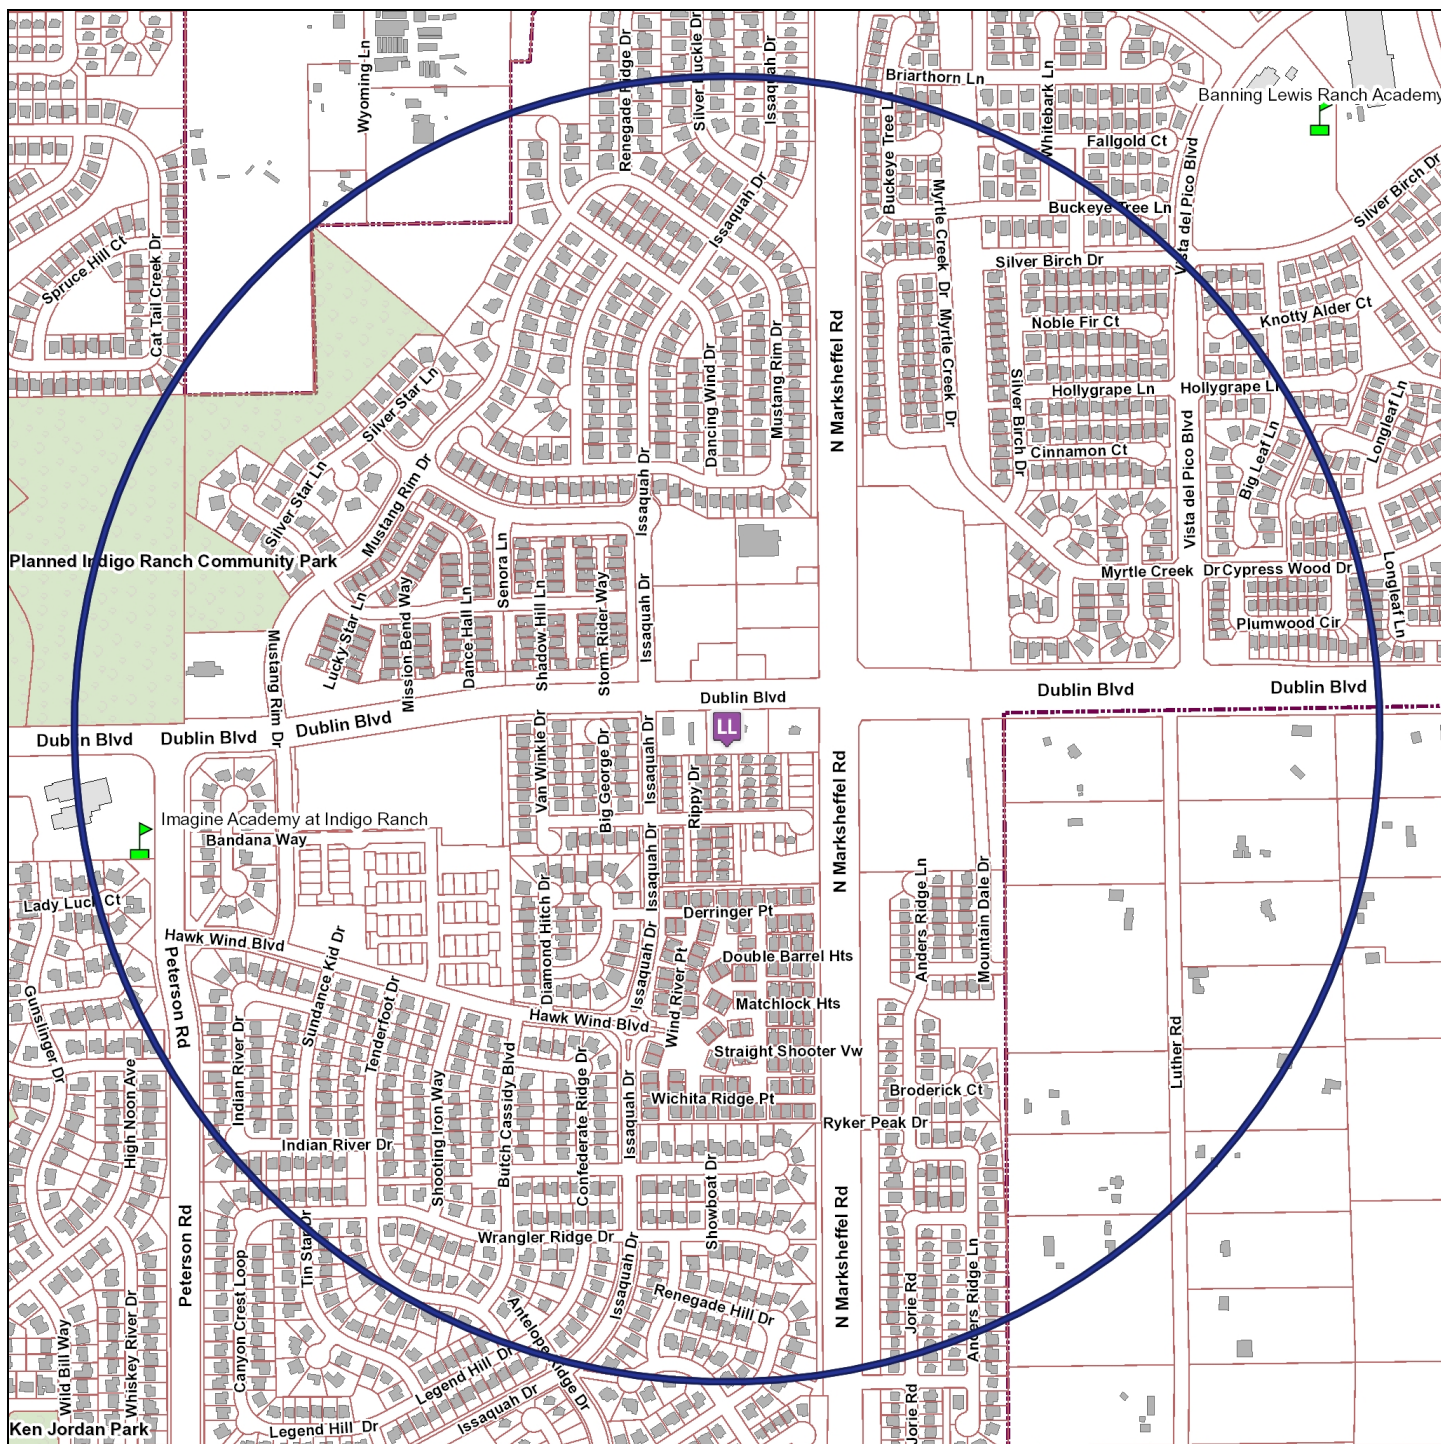 Wyoming Ln
Renegade Ridge Dr
Silver Buckle Dr
Issaquah Dr
Briarthorn Ln
Whitebark Ln
Banning Lewis Ranch Academy
Buckeye Tree Ln
Fallgold Ct
Vista del Pico Blvd
Silver Birch Dr
Issaquah Dr
Myrtle Creek Dr
Buckeye Tree Ln
Spruce Hill Ct
Cat Tail Creek Dr
Silver Birch Dr
Noble Fir Ct
Knotty Alder Ct
N Marksheffel Rd
Myrtle Creek Dr
Dancing Wind Dr
Mustang Rim Dr
Silver Star Ln
Silver Birch Dr
Hollygrape Ln
Hollygrape Ln
Longleaf Ln
Cinnamon Ct
Vista del Pico Blvd
Big Leaf Ln
Silver Star Ln
Mustang Rim Dr
Issaquah Dr
Planned Indigo Ranch Community Park
Senora Ln
Myrtle Creek Dr
Cypress Wood Dr
Longleaf Ln
Plumwood Cir
Lucky Star Ln
Mission Bend Way
Dance Hall Ln
Shadow Hill Ln
Storm Rider Way
Issaquah Dr
Mustang Rim Dr
Dublin Blvd
Dublin Blvd
Dublin Blvd
Dublin Blvd
Dublin Blvd
Dublin Blvd
LL
Van Winkle Dr
Big George Dr
Issaquah Dr
Rippy Dr
N Marksheffel Rd
Imagine Academy at Indigo Ranch
Bandana Way
Issaquah Dr
Lady Luck Ct
Diamond Hitch Dr
Derringer Pt
Anders Ridge Ln
Mountain Dale Dr
Hawk Wind Blvd
Peterson Rd
Sundance Kid Dr
Issaquah Dr
Wind River Pt
Double Barrel Hts
Matchlock Hts
Gunslinger Dr
Tenderfoot Dr
Hawk Wind Blvd
Straight Shooter Vw
Luther Rd
Indian River Dr
High Noon Ave
Shooting Iron Way
Butch Cassidy Blvd
Confederate Ridge Dr
Issaquah Dr
Wichita Ridge Pt
Broderick Ct
Ryker Peak Dr
Indian River Dr
Peterson Rd
Showboat Dr
N Marksheffel Rd
Tin Star Dr
Wrangler Ridge Dr
Issaquah Dr
Canyon Crest Loop
Renegade Hill Dr
Jorie Rd
Anders Ridge Ln
Wild Bill Way
Whiskey River Dr
Antelope Ridge Dr
Legend Hill Dr
Issaquah Dr
Legend Hill Dr
Jorie Rd
Ken Jordan Park